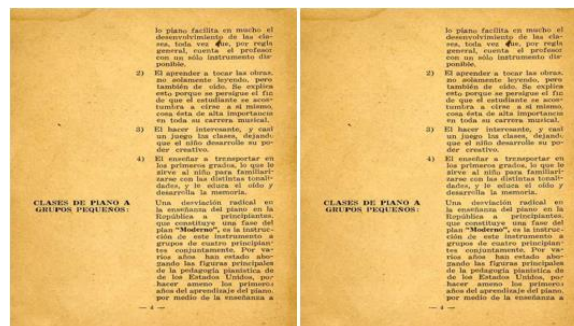 lo piano facilita en mucho el
desenvolvimiento de las cla-
ses, toda vez que, por regla
general, cuenta el profesor
con un sólo instrumento dis-
ponible.
2) El aprender a tocar las obras,
no solamente leyendo, pero
también de oído. Se explica
esto porque se persigue el fin
de que el estudiante se acos-
tumbra a oirse a sí mismo,
cosa ésta de alta importancia
en toda su carrera musical.
3) El hacer interesante, y casi
un juego las clases, dejando
que el niño desarrolle su po-
der creativo.
4) El enseñar a transportar en
los primeros grados, lo que le
sirve al niño para familiari-
zarse con las distintas tonali-
dades, y le educa el oído y
desarrolla la memoria.
CLASES DE PIANO A
GRUPOS PEQUEÑOS:
Una desviación radical en
la enseñanza del piano en la
República a principiantes,
que constituye una fase del
plan "Moderno", es la instruc-
ción de este instrumento a
grupos de cuatro principian-
tes conjuntamente. Por va-
rios años han estado abo-
gando las figuras principales
de la pedagogía pianística de
de los Estados Unidos, por
hacer ameno los primeros
años del aprendizaje del piano,
por medio de la enseñanza a
— 4 —
lo piano facilita en mucho el
desenvolvimiento de las cla-
ses, toda vez que, por regla
general, cuenta el profesor
con un sólo instrumento dis-
ponible.
2) El aprender a tocar las obras,
no solamente leyendo, pero
también de oído. Se explica
esto porque se persigue el fin
de que el estudiante se acos-
tumbra a oirse a sí mismo,
cosa ésta de alta importancia
en toda su carrera musical.
3) El hacer interesante, y casi
un juego las clases, dejando
que el niño desarrolle su po-
der creativo.
4) El enseñar a transportar en
los primeros grados, lo que le
sirve al niño para familiari-
zarse con las distintas tonali-
dades, y le educa el oído y
desarrolla la memoria.
CLASES DE PIANO A
GRUPOS PEQUEÑOS:
Una desviación radical en
la enseñanza del piano en la
República a principiantes,
que constituye una fase del
plan "Moderno", es la instruc-
ción de este instrumento a
grupos de cuatro principian-
tes conjuntamente. Por va-
rios años han estado abo-
gando las figuras principales
de la pedagogía pianística de
de los Estados Unidos, por
hacer ameno los primeros
años del aprendizaje del piano,
por medio de la enseñanza a
— 4 —